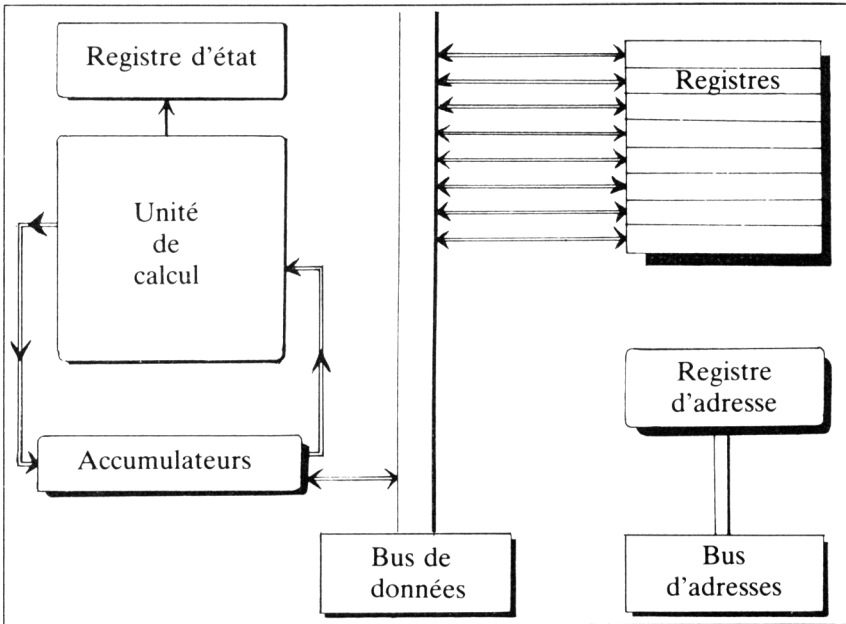 Registre d'état
Registres
Unité
de
calcul
Registre
d'adresse
Accumulateurs
Bus de
données
Bus
d'adresses